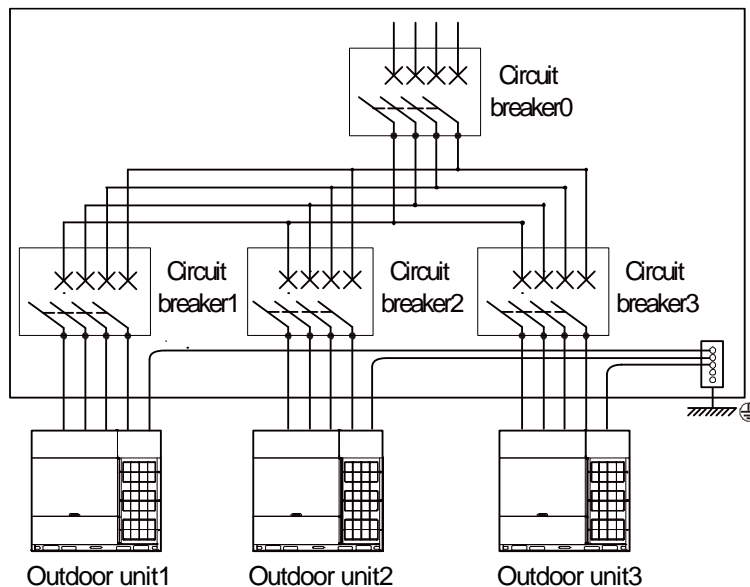 Circuit
breaker0
Circuit
breaker1
Circuit
breaker2
Circuit
breaker3
Outdoor unit1
Outdoor unit2
Outdoor unit3